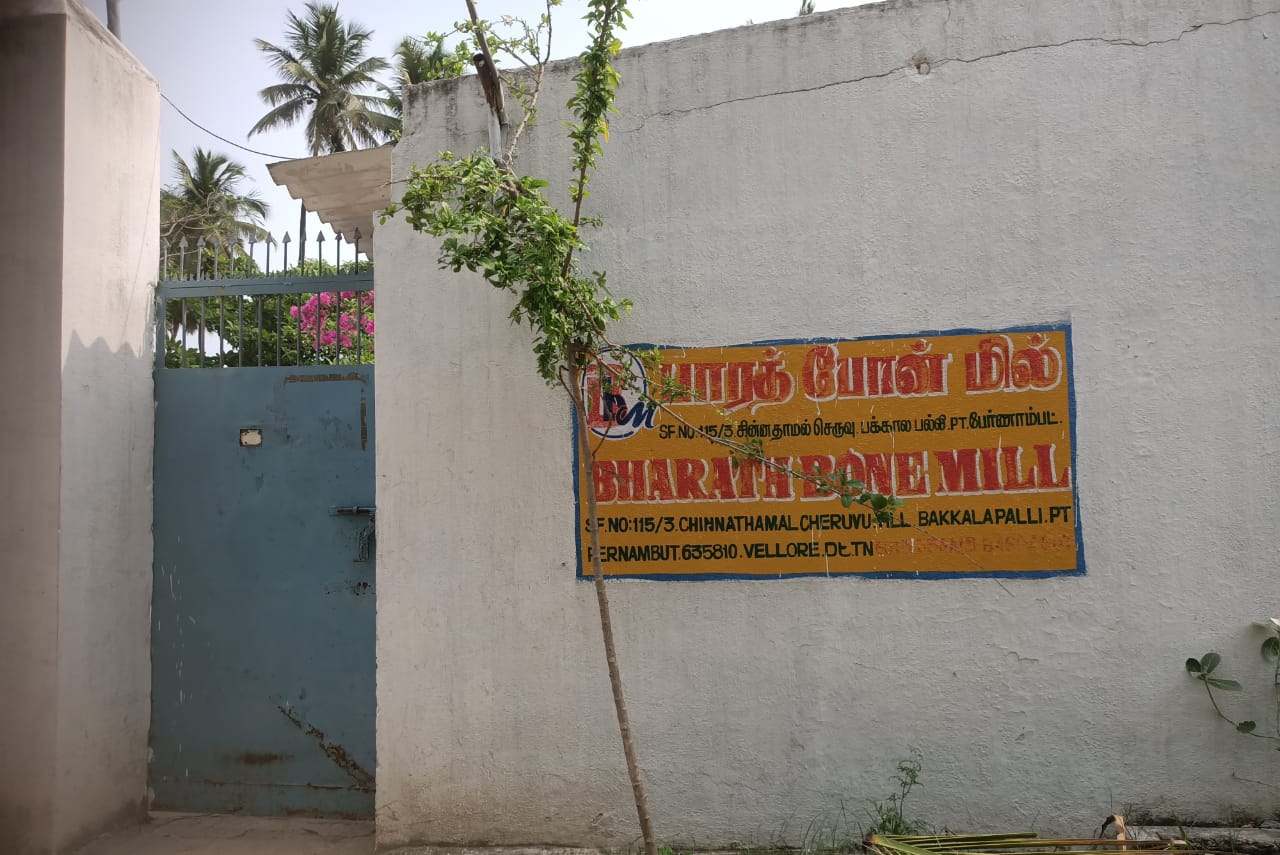 BM
பாரத் போன் மில்
SF.NO:115/3 சின்னதாமல் செருவு. பக்கால பல்லி.PT.பேர்ணாம்பட்.
BHARATH BONE MILL
SF.NO:115/3.CHINNATHAMAL CHERUVU. BAKKALAPALLI.PT
PERNAMBUT.635810.VELLORE.Dt.TN